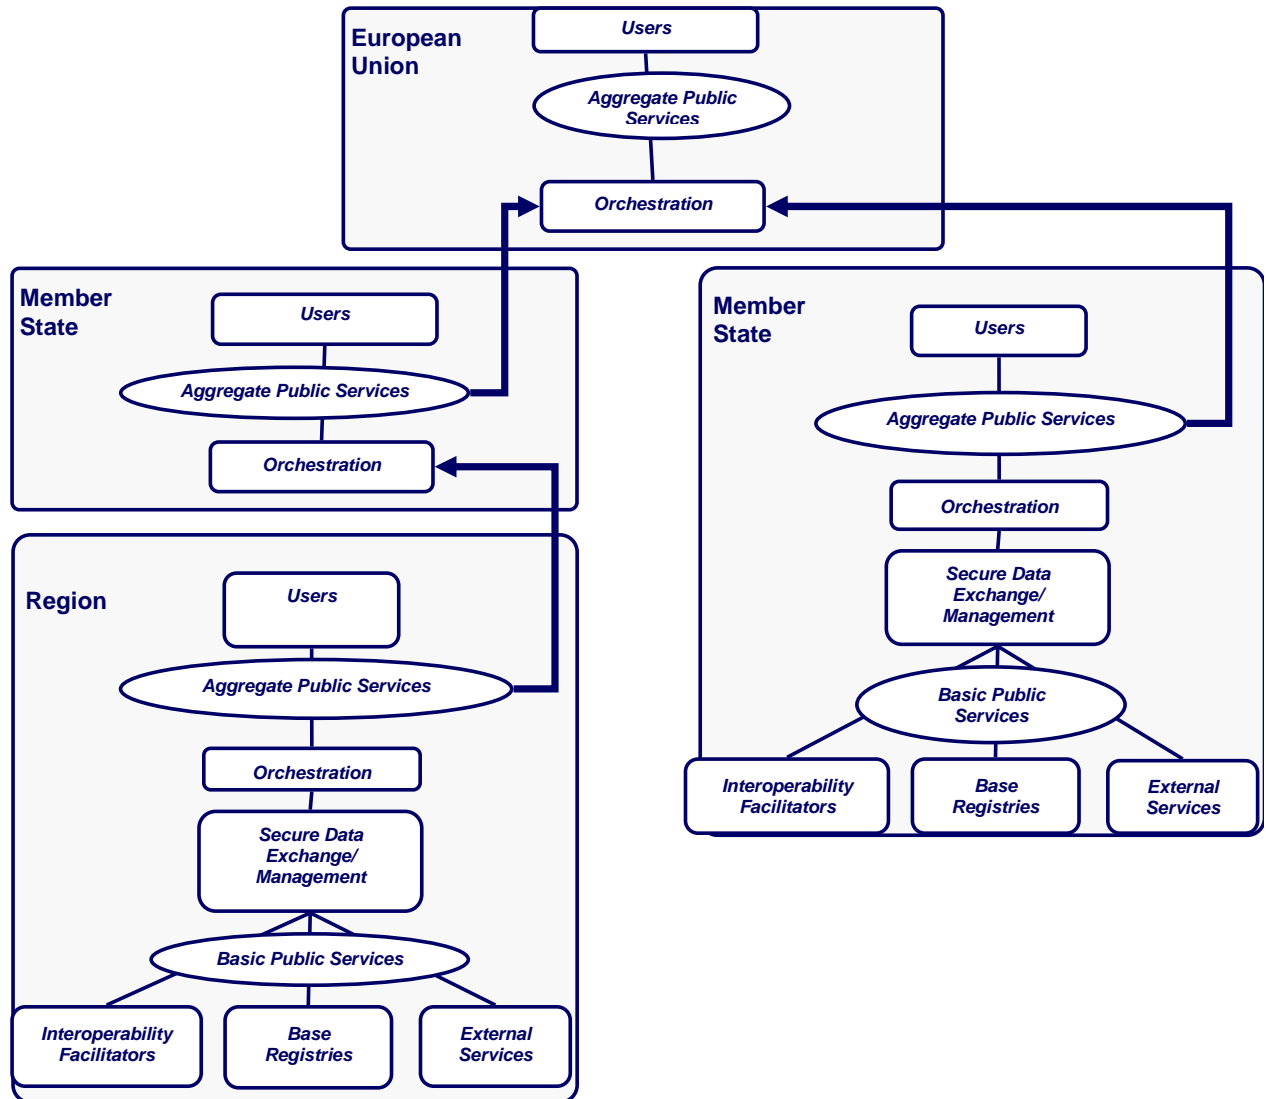 European
Union
Users
Aggregate Public
Services
Orchestration
Member
State
Users
Aggregate Public Services
Orchestration
Member
State
Users
Aggregate Public Services
Orchestration
Secure Data
Exchange/
Management
Basic Public
Services
Interoperability
Facilitators
Base
Registries
External
Services
Region
Users
Aggregate Public Services
Orchestration
Secure Data
Exchange/
Management
Basic Public Services
Interoperability
Facilitators
Base
Registries
External
Services